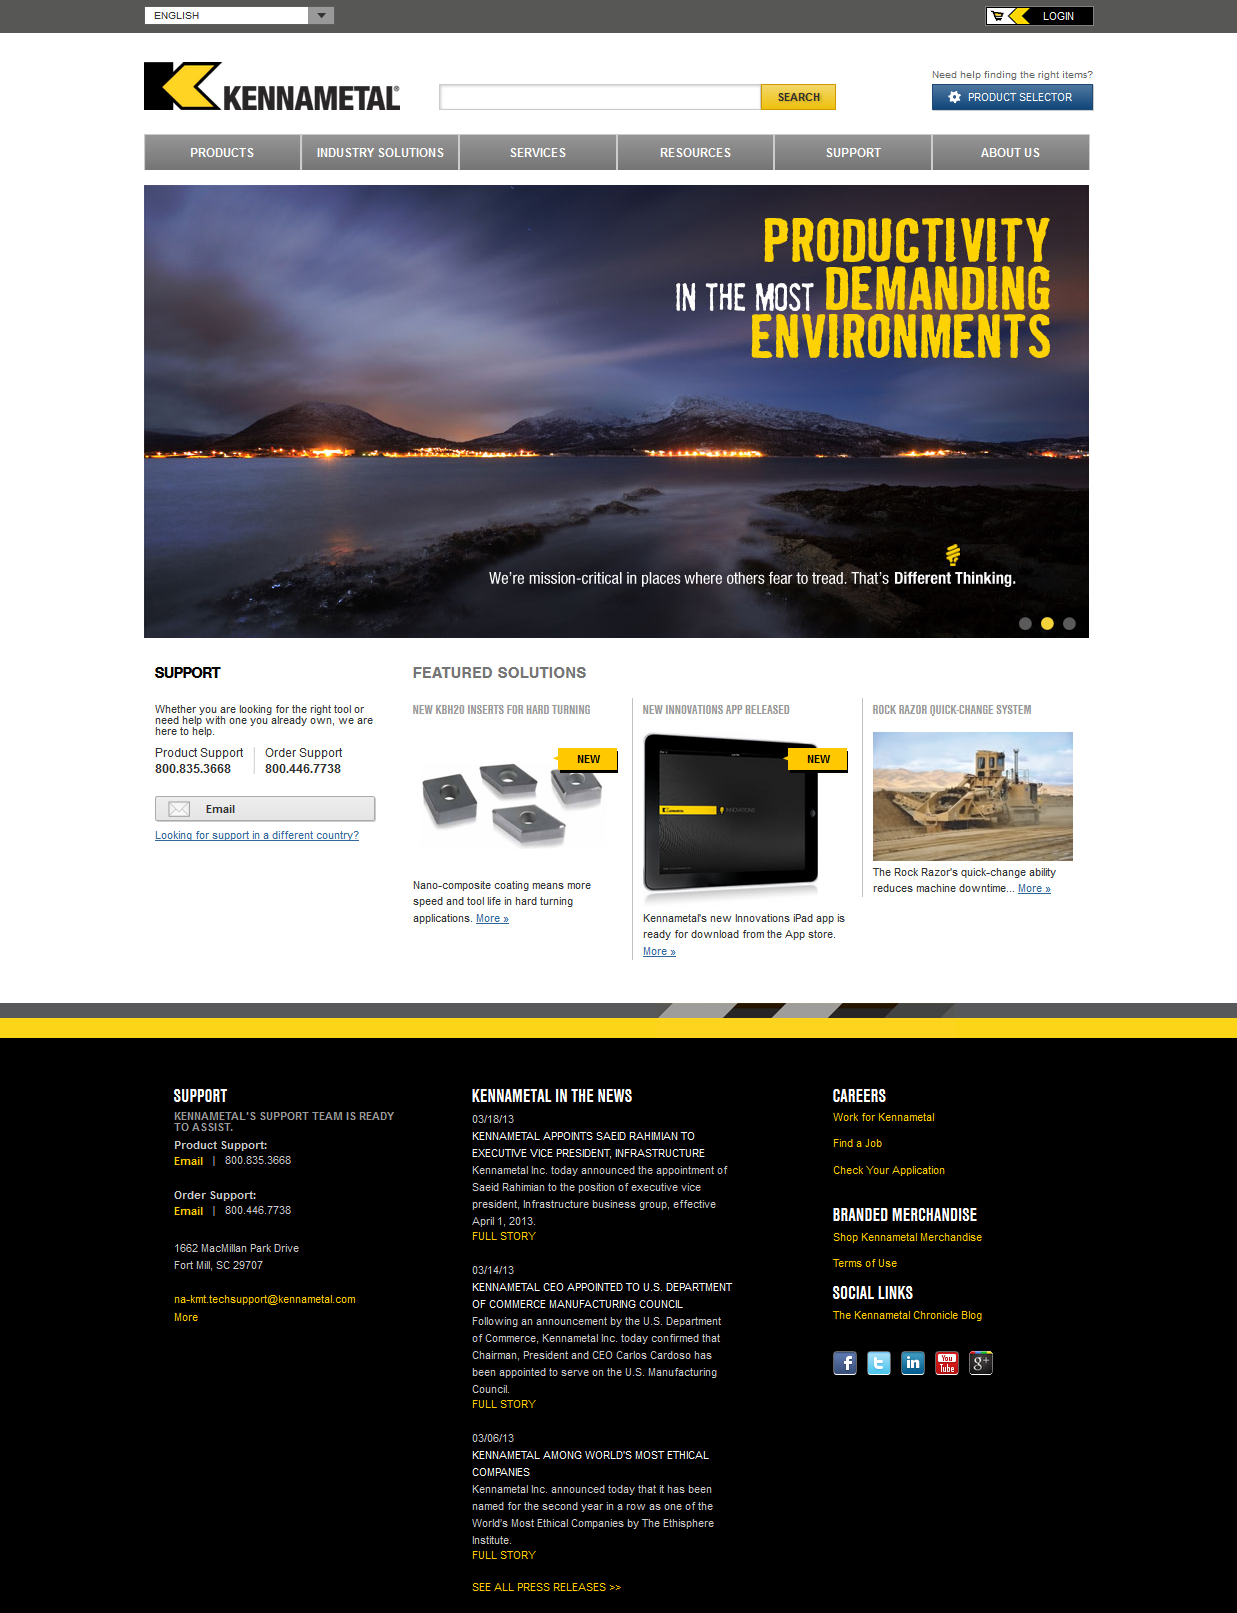 ENGLISH
LOGIN
KENNAMETAL®
SEARCH
Need help finding the right items?
PRODUCT SELECTOR
PRODUCTS
INDUSTRY SOLUTIONS
SERVICES
RESOURCES
SUPPORT
ABOUT US
PRODUCTIVITY
IN THE MOST DEMANDING
ENVIRONMENTS
We're mission-critical in places where others fear to tread. That's Different Thinking.
SUPPORT
Whether you are looking for the right tool or
need help with one you already own, we are
here to help.
Product Support
800.835.3668
Order Support
800.446.7738
Email
Looking for support in a different country?
FEATURED SOLUTIONS
NEW KBH20 INSERTS FOR HARD TURNING
NEW
Nano-composite coating means more
speed and tool life in hard turning
applications. More »
NEW INNOVATIONS APP RELEASED
NEW
KENNAMETAL
INNOVATIONS
Kennametal's new Innovations iPad app is
ready for download from the App store.
More »
ROCK RAZOR QUICK-CHANGE SYSTEM
The Rock Razor's quick-change ability
reduces machine downtime... More »
SUPPORT
KENNAMETAL'S SUPPORT TEAM IS READY
TO ASSIST.
Product Support:
Email | 800.835.3668
Order Support:
Email | 800.446.7738
1662 MacMillan Park Drive
Fort Mill, SC 29707
na-kmt.techsupport@kennametal.com
More
KENNAMETAL IN THE NEWS
03/18/13
KENNAMETAL APPOINTS SAEID RAHIMIAN TO
EXECUTIVE VICE PRESIDENT, INFRASTRUCTURE
Kennametal Inc. today announced the appointment of
Saeid Rahimian to the position of executive vice
president, Infrastructure business group, effective
April 1, 2013.
FULL STORY
03/14/13
KENNAMETAL CEO APPOINTED TO U.S. DEPARTMENT
OF COMMERCE MANUFACTURING COUNCIL
Following an announcement by the U.S. Department
of Commerce, Kennametal Inc. today confirmed that
Chairman, President and CEO Carlos Cardoso has
been appointed to serve on the U.S. Manufacturing
Council.
FULL STORY
03/06/13
KENNAMETAL AMONG WORLD'S MOST ETHICAL
COMPANIES
Kennametal Inc. announced today that it has been
named for the second year in a row as one of the
World's Most Ethical Companies by The Ethisphere
Institute.
FULL STORY
SEE ALL PRESS RELEASES >>
CAREERS
Work for Kennametal
Find a Job
Check Your Application
BRANDED MERCHANDISE
Shop Kennametal Merchandise
Terms of Use
SOCIAL LINKS
The Kennametal Chronicle Blog
f
t
in
You
Tube
g+